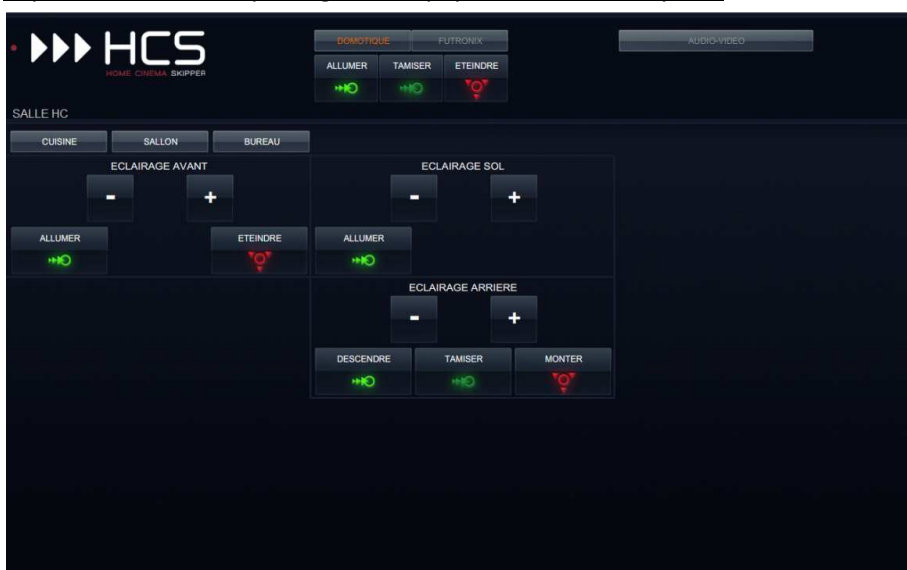 HCS
HOME CINEMA SKIPPER
DOMOTIQUE FUTRONIX
AUDIO-VIDEO
ALLUMER TAMISER ETEINDRE
SALLE HC
CUISINE SALLON BUREAU
ECLAIRAGE AVANT
ECLAIRAGE SOL
- +
- +
ALLUMER ETEINDRE
ALLUMER
ECLAIRAGE ARRIERE
- +
DESCENDRE TAMISER MONTER